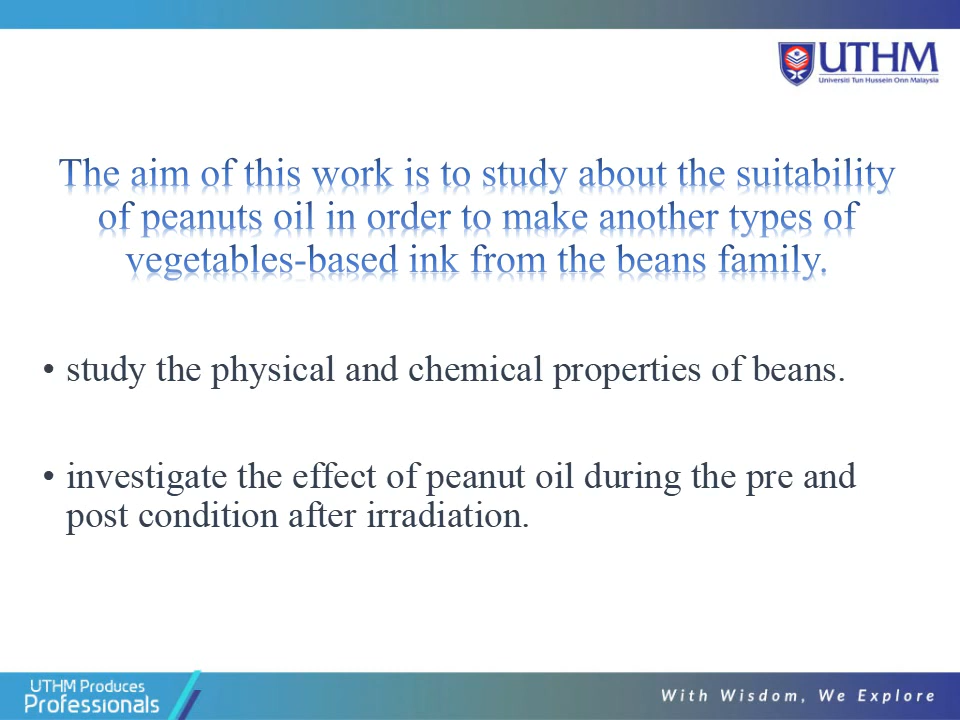 UTHM
Universiti Tun Hussein Onn Malaysia
The aim of this work is to study about the suitability
of peanuts oil in order to make another types of
vegetables-based ink from the beans family.
• study the physical and chemical properties of beans.
• investigate the effect of peanut oil during the pre and
post condition after irradiation.
UTHM Produces
Professionals
With Wisdom, We Explore